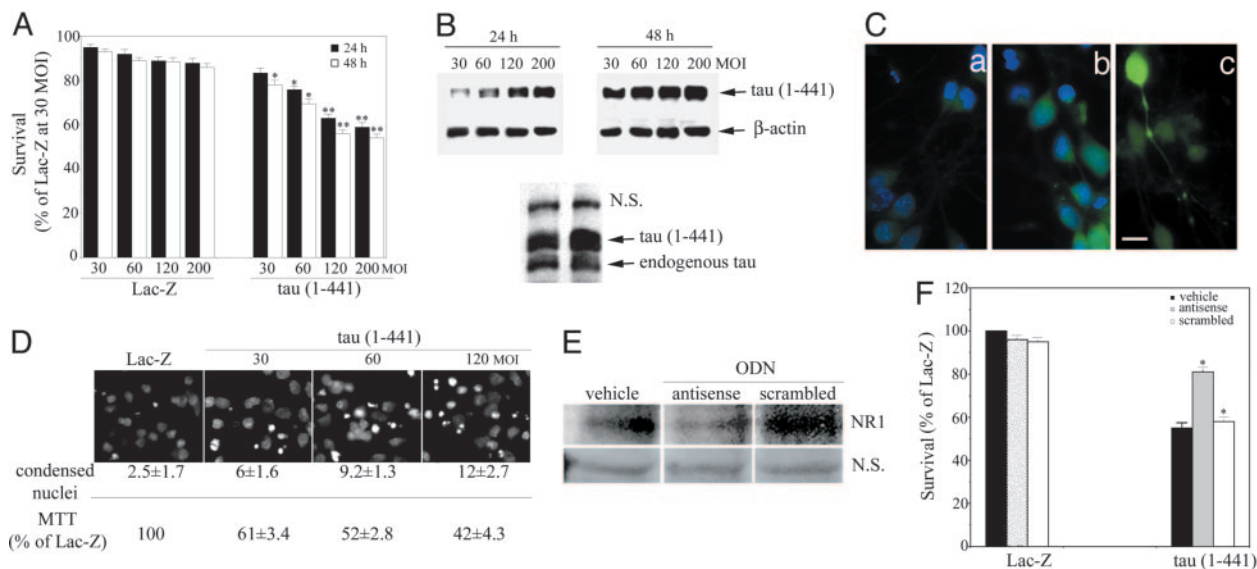 A
Survival
(% of Lac-Z at 30 MOI)
100
80
60
40
20
0
24 h
48 h
* * * ** ** ** **
30 60 120 200 30 60 120 200 MOI
Lac-Z tau (1-441)
B
24 h 48 h
30 60 120 200 MOI 30 60 120 200
tau (1-441)
β-actin
N.S.
tau (1-441)
endogenous tau
C
a b c
D
tau (1-441)
Lac-Z 30 60 120 MOI
condensed nuclei 2.5±1.7 6±1.6 9.2±1.3 12±2.7
MTT
(% of Lac-Z) 100 61±3.4 52±2.8 42±4.3
E
ODN
vehicle antisense scrambled
NR1
N.S.
F
Survival (% of Lac-Z)
120
100
80
60
40
20
0
vehicle
antisense
scrambled
* *
Lac-Z tau (1-441)